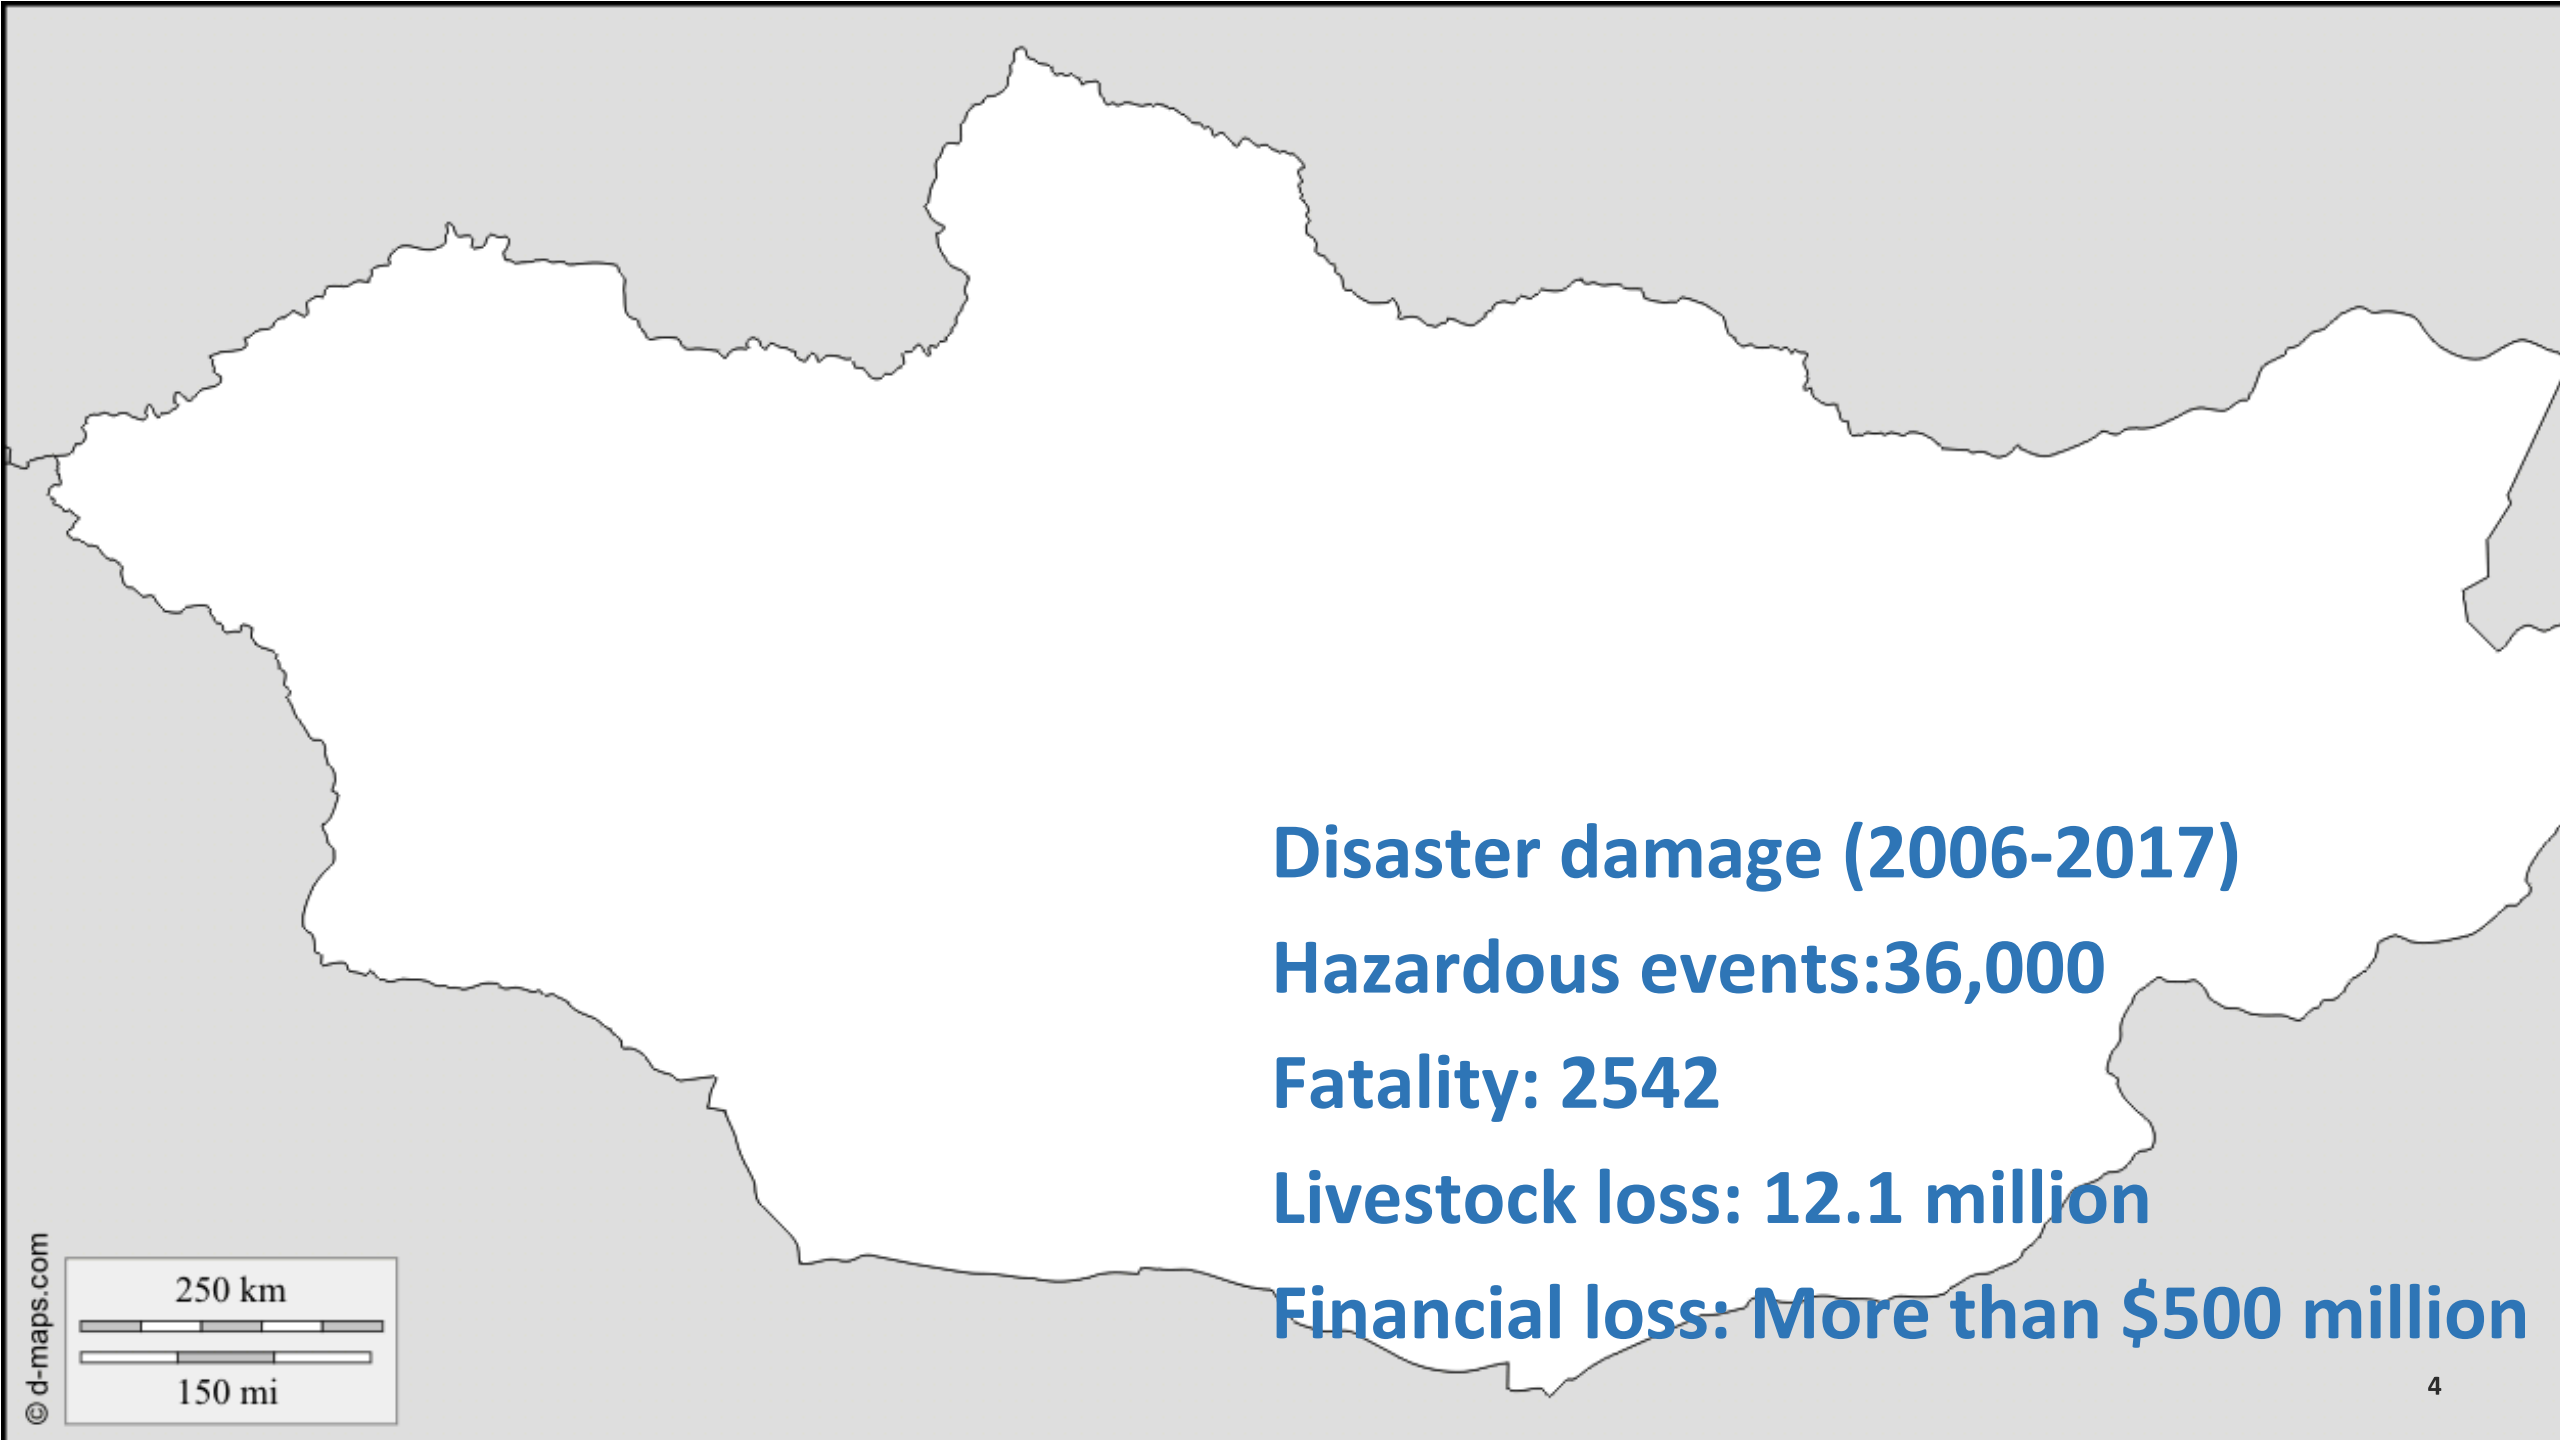 Disaster damage (2006-2017)
Hazardous events:36,000
Fatality: 2542
Livestock loss: 12.1 million
Financial loss: More than $500 million
250 km
150 mi
© d-maps.com
4